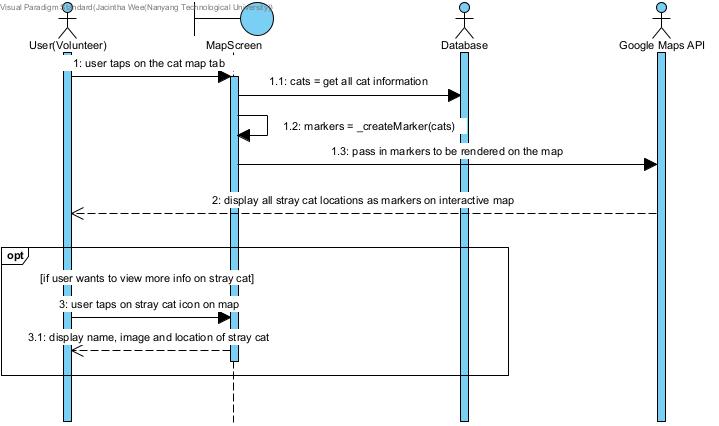 Visual Paradigm Standard(Jacintha Wee(Nanyang Technological University))
User(Volunteer)
MapScreen
Database
Google Maps API
1: user taps on the cat map tab
1.1: cats = get all cat information
1.2: markers = _createMarker(cats)
1.3: pass in markers to be rendered on the map
2: display all stray cat locations as markers on interactive map
opt
[if user wants to view more info on stray cat]
3: user taps on stray cat icon on map
3.1: display name, image and location of stray cat